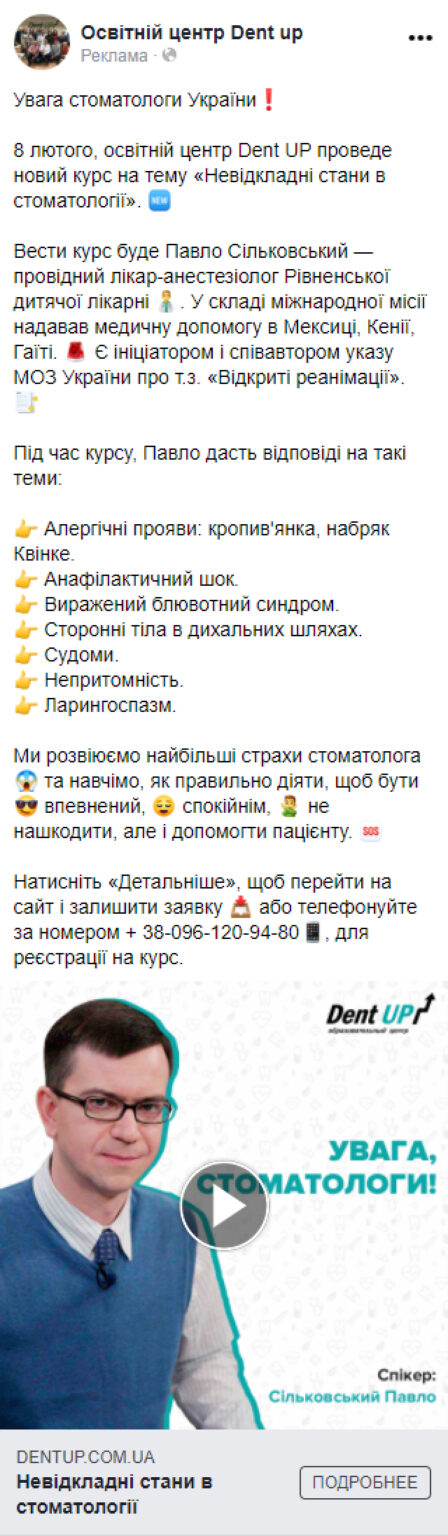 Освітній центр Dent up
Реклама ·
Увага стоматологи України❗
8 лютого, освітній центр Dent UP проведе
новий курс на тему «Невідкладні стани в
стоматології». 🆕
Вести курс буде Павло Сільковський —
провідний лікар-анестезіолог Рівненської
дитячої лікарні 👨‍⚕️. У складі міжнародної місії
надавав медичну допомогу в Мексиці, Кенії,
Гаїті. Є ініціатором і співавтором указу
МОЗ України про т.з. «Відкриті реанімації».
📑
Під час курсу, Павло дасть відповіді на такі
теми:
👉 Алергічні прояви: кропив'янка, набряк
Квінке.
👉 Анафілактичний шок.
👉 Виражений блювотний синдром.
👉 Сторонні тіла в дихальних шляхах.
👉 Судоми.
👉 Непритомність.
👉 Ларингоспазм.
Ми розвіюємо найбільші страхи стоматолога
😱 та навчімо, як правильно діяти, щоб бути
😎 впевнений, 😌 спокійнім, 🤦‍♂️ не
нашкодити, але і допомогти пацієнту. 🆘
Натисніть «Детальніше», щоб перейти на
сайт і залишити заявку 📥 або телефонуйте
за номером + 38-096-120-94-80📱, для
реєстрації на курс.
Dent UP
образовательный центр
УВАГА,
СТОМАТОЛОГИ!
Спікер:
Сільковський Павло
DENTUP.COM.UA
Невідкладні стани в
стоматології
ПОДРОБНЕЕ